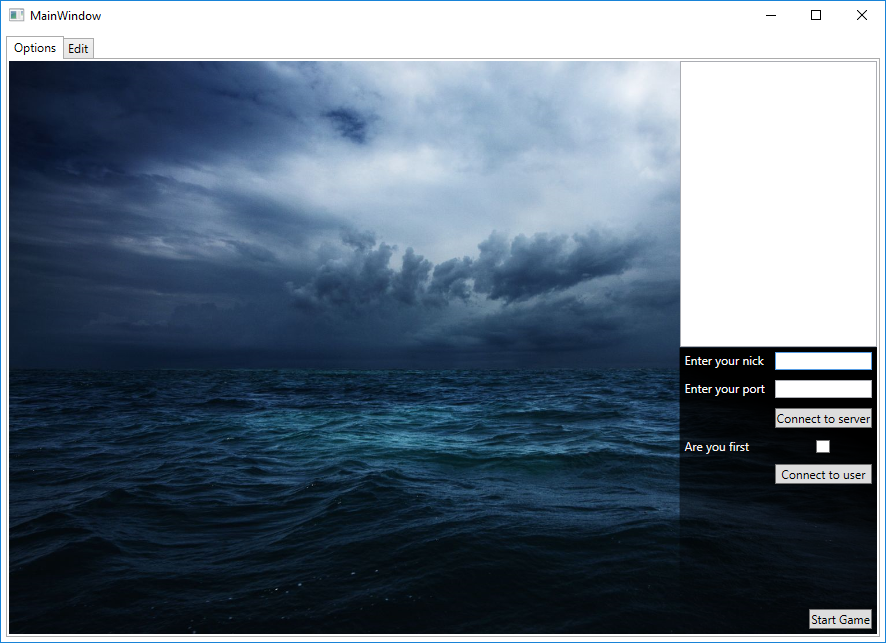 MainWindow
Options Edit
Enter your nick
Enter your port
Connect to server
Are you first
Connect to user
Start Game